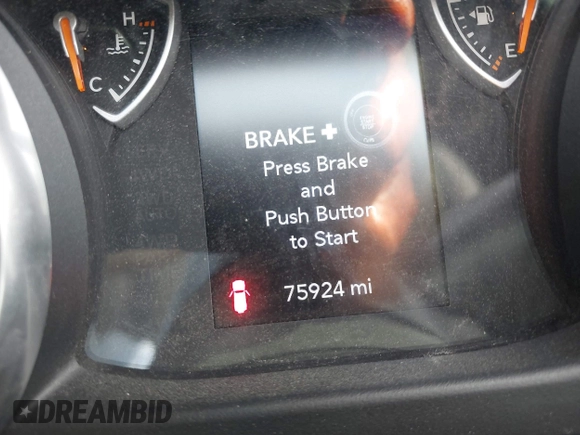 H
C
E
BRAKE +
Press Brake
and
Push Button
to Start
75924 mi
DREAMBID